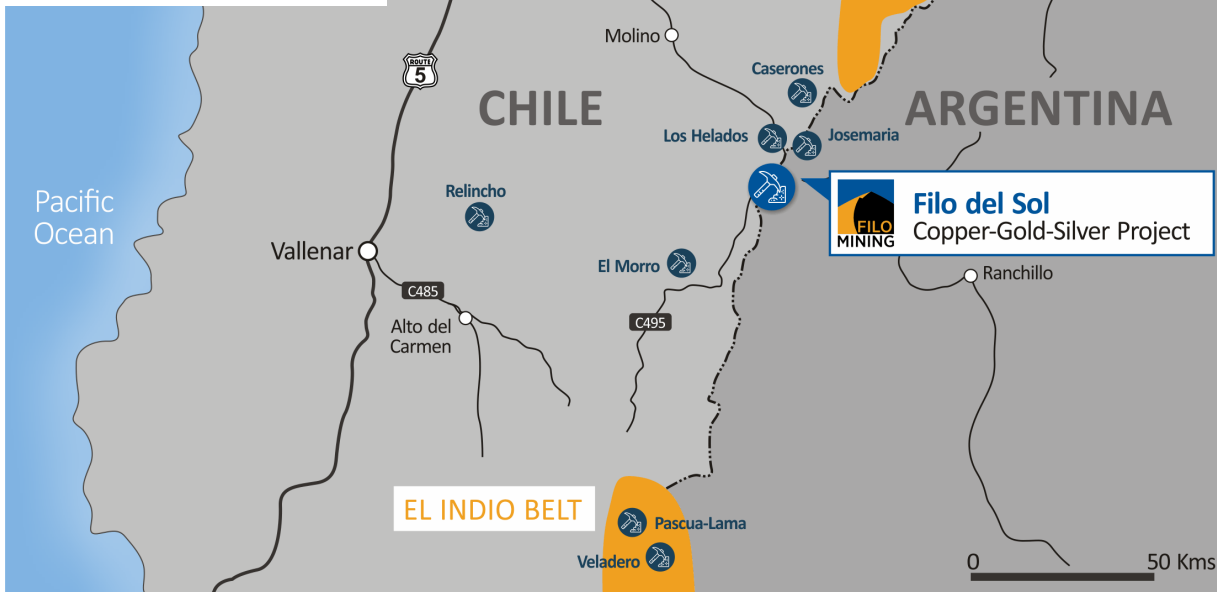 Molino
ROUTE
5
Caserones
CHILE
ARGENTINA
Los Helados
Josemaria
Relincho
Pacific
Ocean
FILO
MINING
Filo del Sol
Copper-Gold-Silver Project
Vallenar
El Morro
Ranchillo
C485
Alto del
Carmen
C495
EL INDIO BELT
Pascua-Lama
Veladero
0
50 Kms